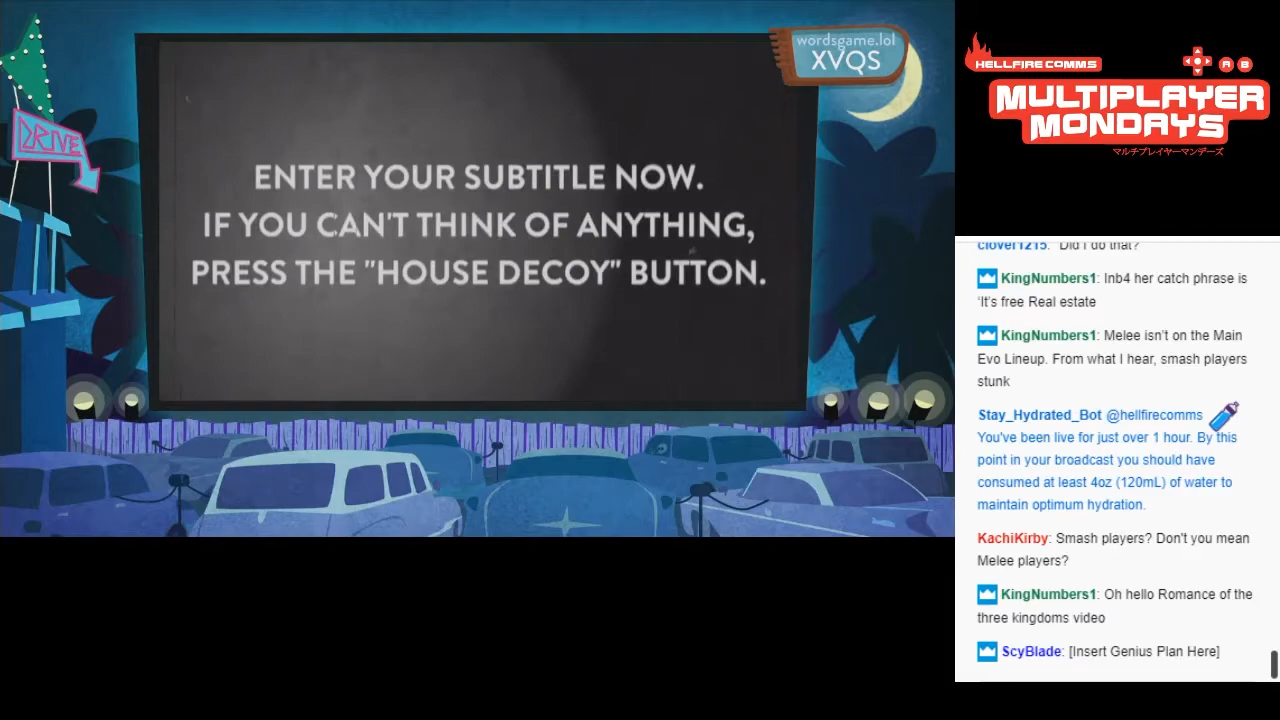 wordsgame.lol
XVQS
DRIVE
ENTER YOUR SUBTITLE NOW.
IF YOU CAN'T THINK OF ANYTHING,
PRESS THE "HOUSE DECOY" BUTTON.
HELLFIRECOMMS
A B
MULTIPLAYER
MONDAYS
マルチプレイヤーマンデーズ
clover1215: "Did I do that?"
KingNumbers1: Inb4 her catch phrase is
'It's free Real estate
KingNumbers1: Melee isn't on the Main
Evo Lineup. From what I hear, smash players
stunk
Stay_Hydrated_Bot @hellfirecomms
You've been live for just over 1 hour. By this
point in your broadcast you should have
consumed at least 4oz (120mL) of water to
maintain optimum hydration.
KachiKirby: Smash players? Don't you mean
Melee players?
KingNumbers1: Oh hello Romance of the
three kingdoms video
ScyBlade: [Insert Genius Plan Here]